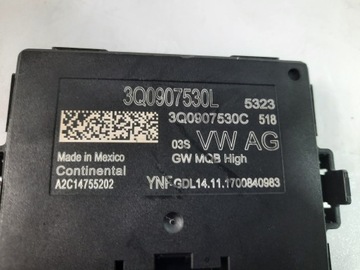 3Q0907530L 5323
3Q0907530C 518
03S VW AG
Made in Mexico GW MQB High
Continental
A2C14755202 YNF GDL14.11.1700840983